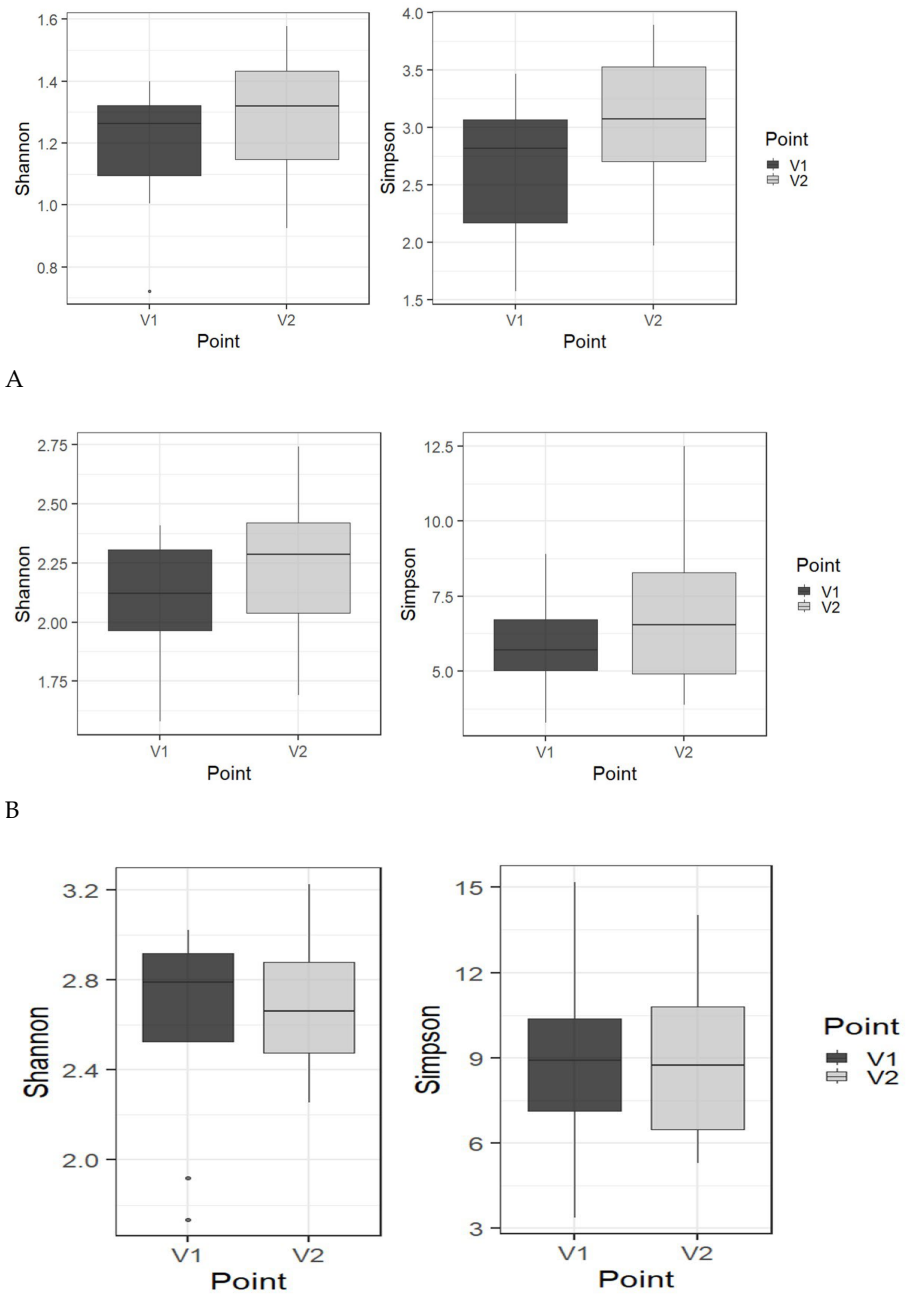 1.6
1.4
1.2
1.0
0.8
Shannon
V1 V2
Point
4.0
3.5
3.0
2.5
2.0
1.5
Simpson
V1 V2
Point
Point
V1
V2
A
2.75
2.50
2.25
2.00
1.75
Shannon
V1 V2
Point
12.5
10.0
7.5
5.0
Simpson
V1 V2
Point
Point
V1
V2
B
3.2
2.8
2.4
2.0
Shannon
V1 V2
Point
15
12
9
6
3
Simpson
V1 V2
Point
Point
V1
V2